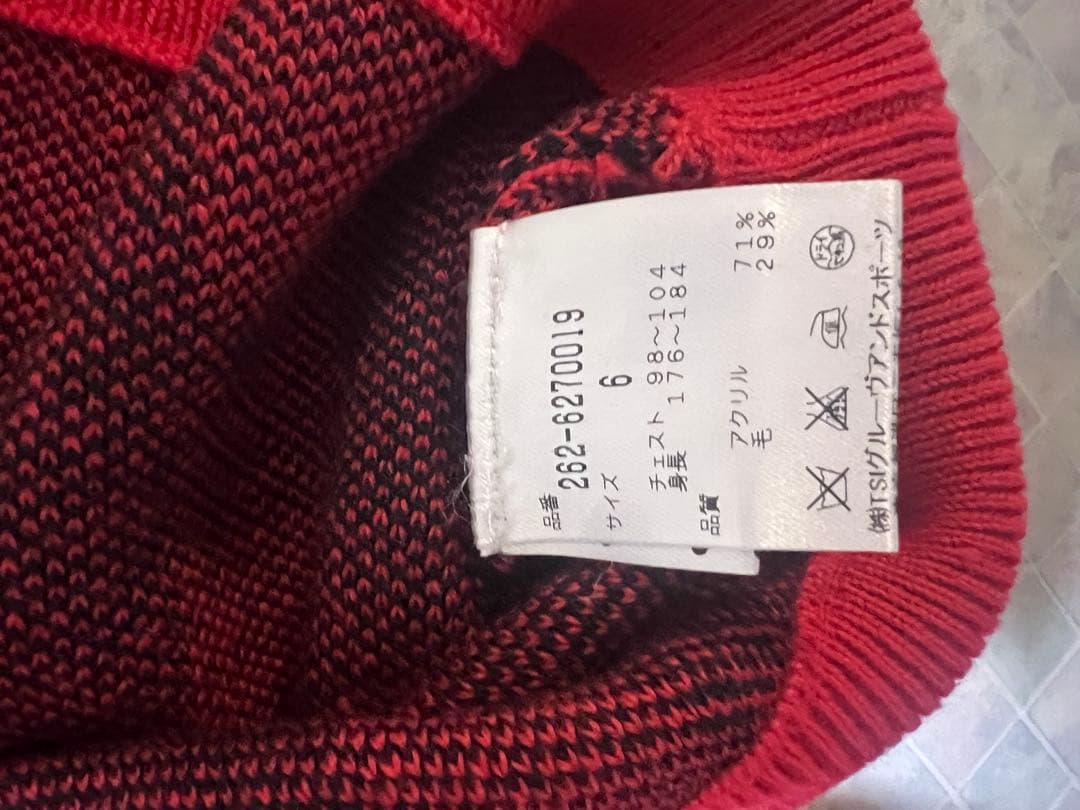 品番
262-6270019
サイズ 6
チェスト 98~104
身長 176~184
品質
アクリル 71%
毛 29%
(株)TSIグルーヴアンドスポーツ